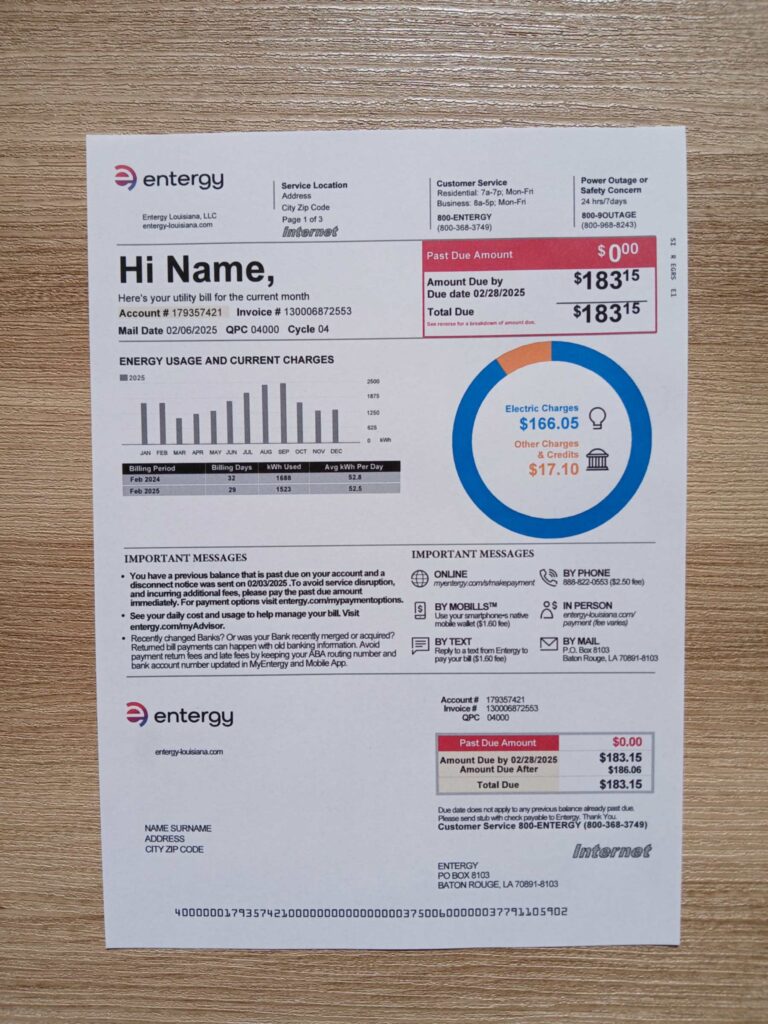 entergy
Entergy Louisiana, LLC
entergy-louisiana.com
Service Location
Address
City Zip Code
Page 1 of 3
Internet
Customer Service
Residential: 7a-7p; Mon-Fri
Business: 8a-5p; Mon-Fri
800-ENTERGY
(800-368-3749)
Power Outage or
Safety Concern
24 hrs/7days
800-9OUTAGE
(800-968-8243)
Hi Name,
Here's your utility bill for the current month
Account # 179357421 Invoice # 130006872553
Mail Date 02/06/2025 QPC 04000 Cycle 04
Past Due Amount $0.00
Amount Due by
Due date 02/28/2025 $183.15
Total Due $183.15
See reverse for a breakdown of amount due.
ENERGY USAGE AND CURRENT CHARGES
2025
2500
1875
1250
625
0 kWh
JAN FEB MAR APR MAY JUN JUL AUG SEP OCT NOV DEC
Billing Period Billing Days kWh Used Avg kWh Per Day
Feb 2024 32 1688 52.8
Feb 2025 29 1523 52.5
Electric Charges
$166.05
Other Charges
& Credits
$17.10
IMPORTANT MESSAGES
• You have a previous balance that is past due on your account and a
disconnect notice was sent on 02/03/2025 .To avoid service disruption,
and incurring additional fees, please pay the past due amount
immediately. For payment options visit entergy.com/mypaymentoptions.
• See your daily cost and usage to help manage your bill. Visit
entergy.com/myAdvisor.
• Recently changed Banks? Or was your Bank recently merged or acquired?
Returned bill payments can happen with old banking information. Avoid
payment return fees and late fees by keeping your ABA routing number and
bank account number updated in MyEntergy and Mobile App.
IMPORTANT MESSAGES
ONLINE
myentergy.com/s/makepayment
BY PHONE
888-822-0553 ($2.50 fee)
BY MOBILLS™
Use your smartphone-s native
mobile wallet ($1.60 fee)
IN PERSON
entergy-louisiana.com/
payment (fee varies)
BY TEXT
Reply to a text from Entergy to
pay your bill ($1.60 fee)
BY MAIL
P.O. Box 8103
Baton Rouge, LA 70891-8103
entergy
entergy-louisiana.com
Account # 179357421
Invoice # 130006872553
QPC 04000
Past Due Amount $0.00
Amount Due by 02/28/2025 $183.15
Amount Due After $186.06
Total Due $183.15
Due date does not apply to any previous balance already past due.
Please send stub with check payable to Entergy. Thank You.
Customer Service 800-ENTERGY (800-368-3749)
Internet
NAME SURNAME
ADDRESS
CITY ZIP CODE
ENTERGY
PO BOX 8103
BATON ROUGE, LA 70891-8103